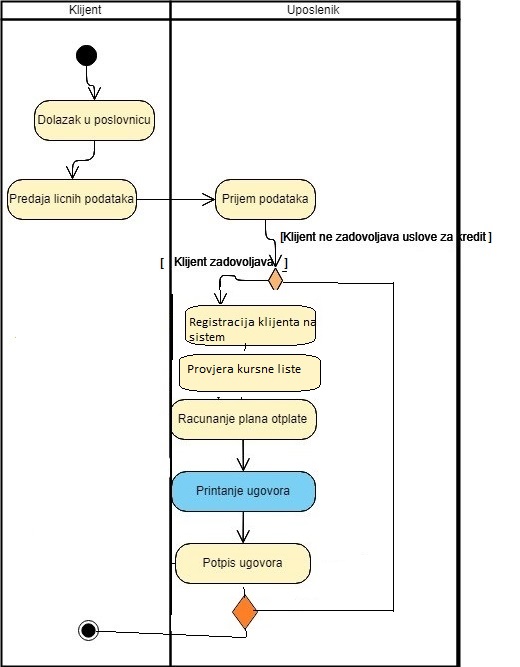 Klijent
Uposlenik
Dolazak u poslovnicu
Predaja licnih podataka
Prijem podataka
[Klijent ne zadovoljava uslove za kredit ]
[ Klijent zadovoljava ]
Registracija klijenta na
sistem
Provjera kursne liste
Racunanje plana otplate
Printanje ugovora
Potpis ugovora